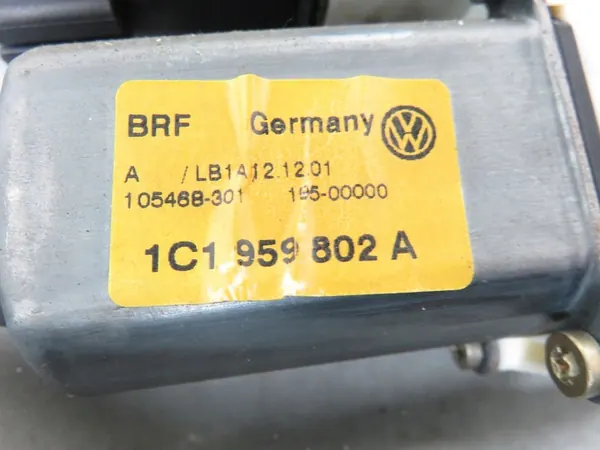 BRF Germany
A /LB1A12.12.01
105468-301 195-00000
1C1 959 802 A